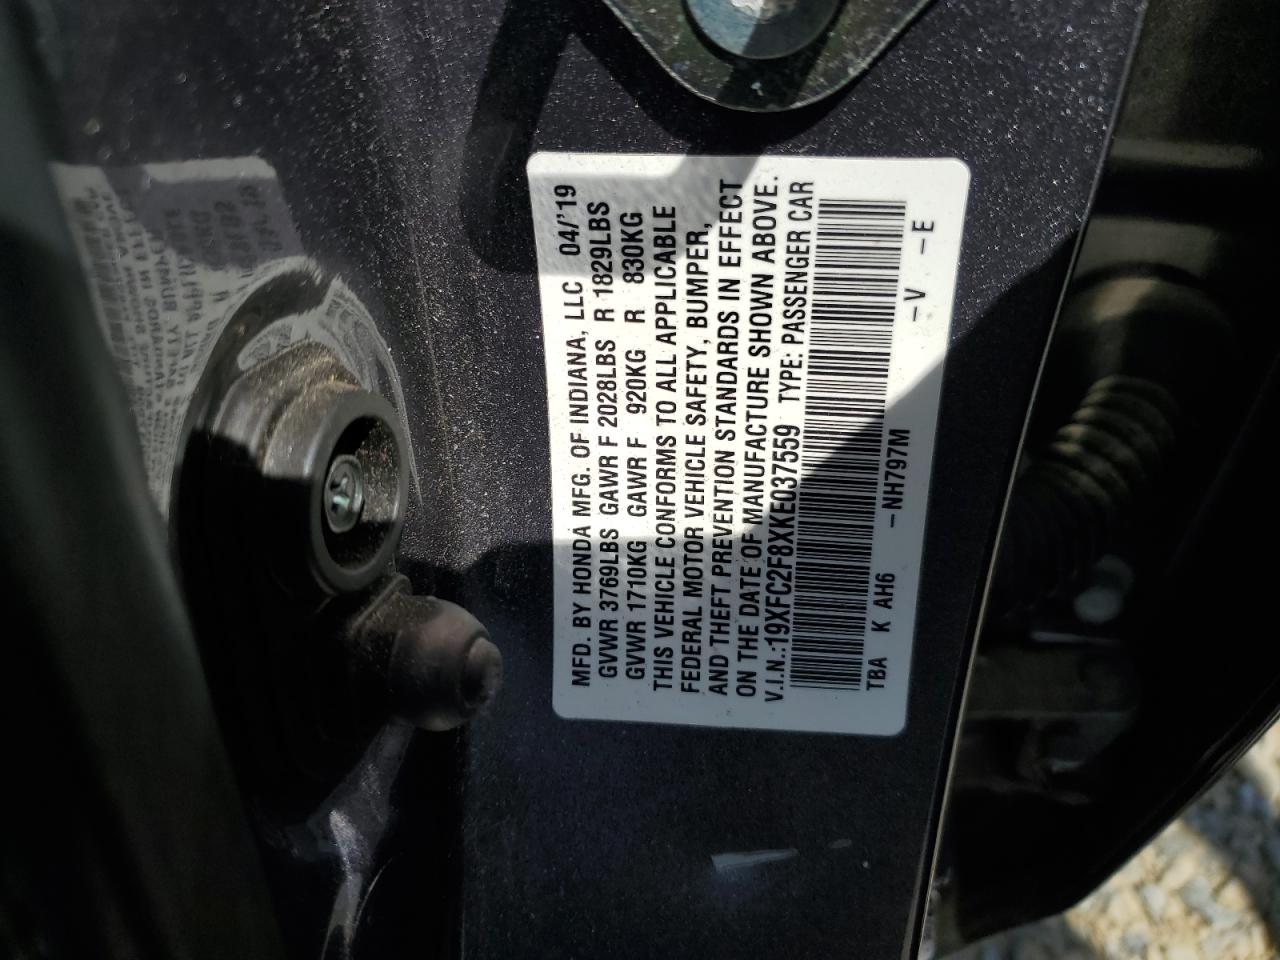 MFD. BY HONDA MFG. OF INDIANA, LLC 04/'19
GVWR 3769LBS GAWR F 2028LBS R 1829LBS
GVWR 1710KG GAWR F 920KG R 830KG
THIS VEHICLE CONFORMS TO ALL APPLICABLE
FEDERAL MOTOR VEHICLE SAFETY, BUMPER,
AND THEFT PREVENTION STANDARDS IN EFFECT
ON THE DATE OF MANUFACTURE SHOWN ABOVE.
V.I.N.:19XFC2F8XKE037559 TYPE: PASSENGER CAR
TBA K AH6 -NH797M -V -E